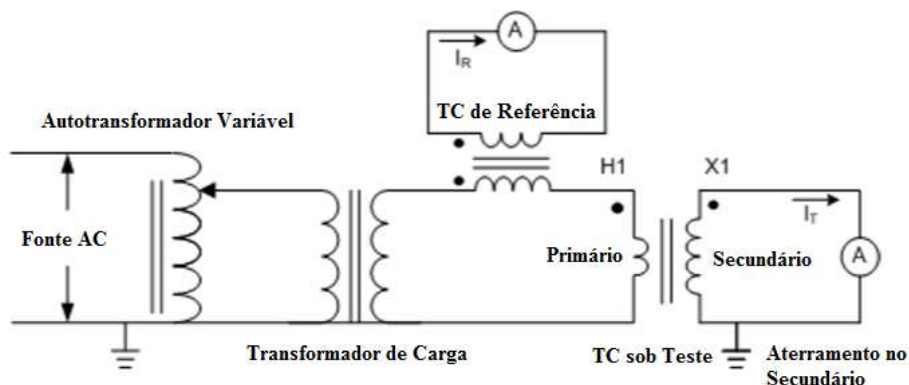 A
I_R
TC de Referência
Autotransformador Variável
H1
X1
I_T
Fonte AC
Primário
Secundário
A
Transformador de Carga
TC sob Teste
Aterramento no
Secundário